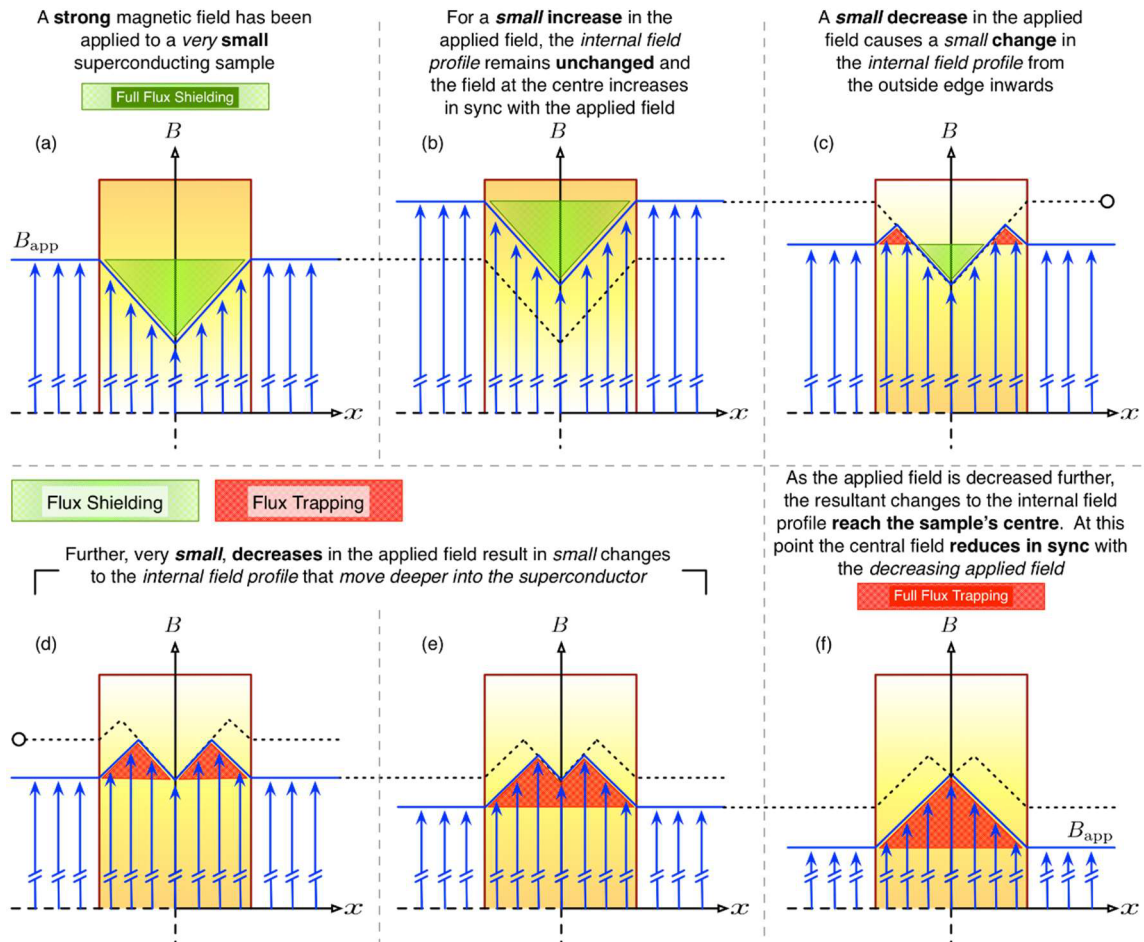 A strong magnetic field has been
applied to a very small
superconducting sample
Full Flux Shielding
For a small increase in the
applied field, the internal field
profile remains unchanged and
the field at the centre increases
in sync with the applied field
A small decrease in the applied
field causes a small change in
the internal field profile from
the outside edge inwards
(a)
B
B_app
x
(b)
B
x
(c)
B
x
Flux Shielding
Flux Trapping
Further, very small, decreases in the applied field result in small changes
to the internal field profile that move deeper into the superconductor
As the applied field is decreased further,
the resultant changes to the internal field
profile reach the sample's centre. At this
point the central field reduces in sync with
the decreasing applied field
Full Flux Trapping
(d)
B
x
(e)
B
x
(f)
B
B_app
x